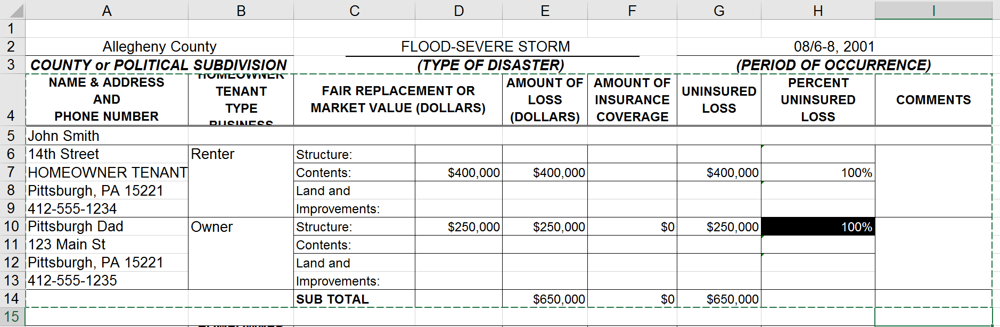 A B C D E F G H I
1
2 Allegheny County FLOOD-SEVERE STORM 08/6-8, 2001
3 COUNTY or POLITICAL SUBDIVISION (TYPE OF DISASTER) (PERIOD OF OCCURRENCE)
4
NAME & ADDRESS
AND
PHONE NUMBER
HOMEOWNER
TENANT
TYPE
BUSINESS
FAIR REPLACEMENT OR
MARKET VALUE (DOLLARS)
AMOUNT OF
LOSS
(DOLLARS)
AMOUNT OF
INSURANCE
COVERAGE
UNINSURED
LOSS
PERCENT
UNINSURED
LOSS
COMMENTS
5 John Smith
6 14th Street Renter Structure:
7 HOMEOWNER TENANT Contents: $400,000 $400,000 $400,000 100%
8 Pittsburgh, PA 15221 Land and
9 412-555-1234 Improvements:
10 Pittsburgh Dad Owner Structure: $250,000 $250,000 $0 $250,000 100%
11 123 Main St Contents:
12 Pittsburgh, PA 15221 Land and
13 412-555-1235 Improvements:
14 SUB TOTAL $650,000 $0 $650,000
15